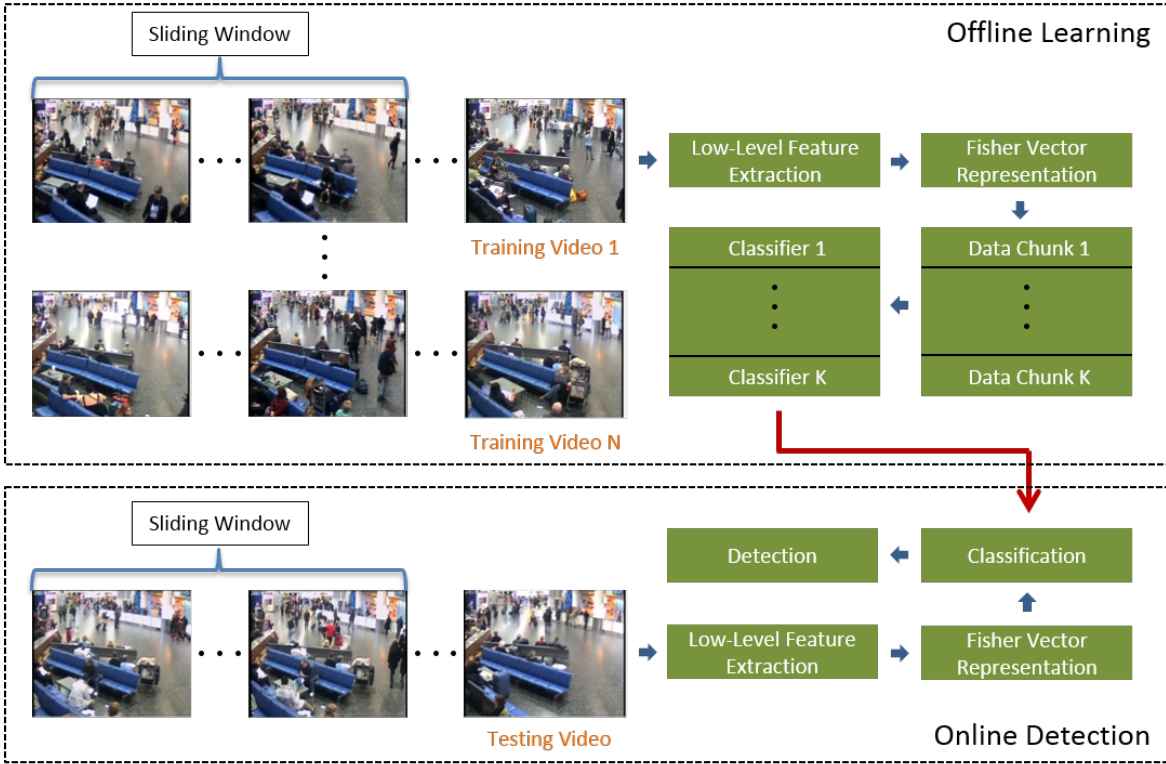 Sliding Window
Offline Learning
Low-Level Feature
Extraction
Fisher Vector
Representation
Training Video 1
Classifier 1
Data Chunk 1
Classifier K
Data Chunk K
Training Video N
Sliding Window
Detection
Classification
Low-Level Feature
Extraction
Fisher Vector
Representation
Testing Video
Online Detection